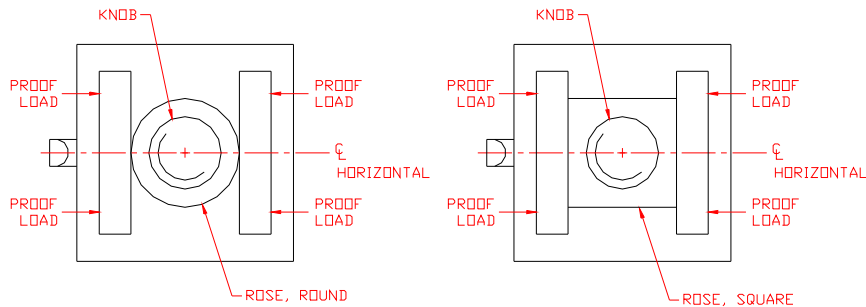 KNOB
PROOF
LOAD
PROOF
LOAD
℄
HORIZONTAL
PROOF
LOAD
PROOF
LOAD
ROSE, ROUND
KNOB
PROOF
LOAD
PROOF
LOAD
℄
HORIZONTAL
PROOF
LOAD
PROOF
LOAD
ROSE, SQUARE